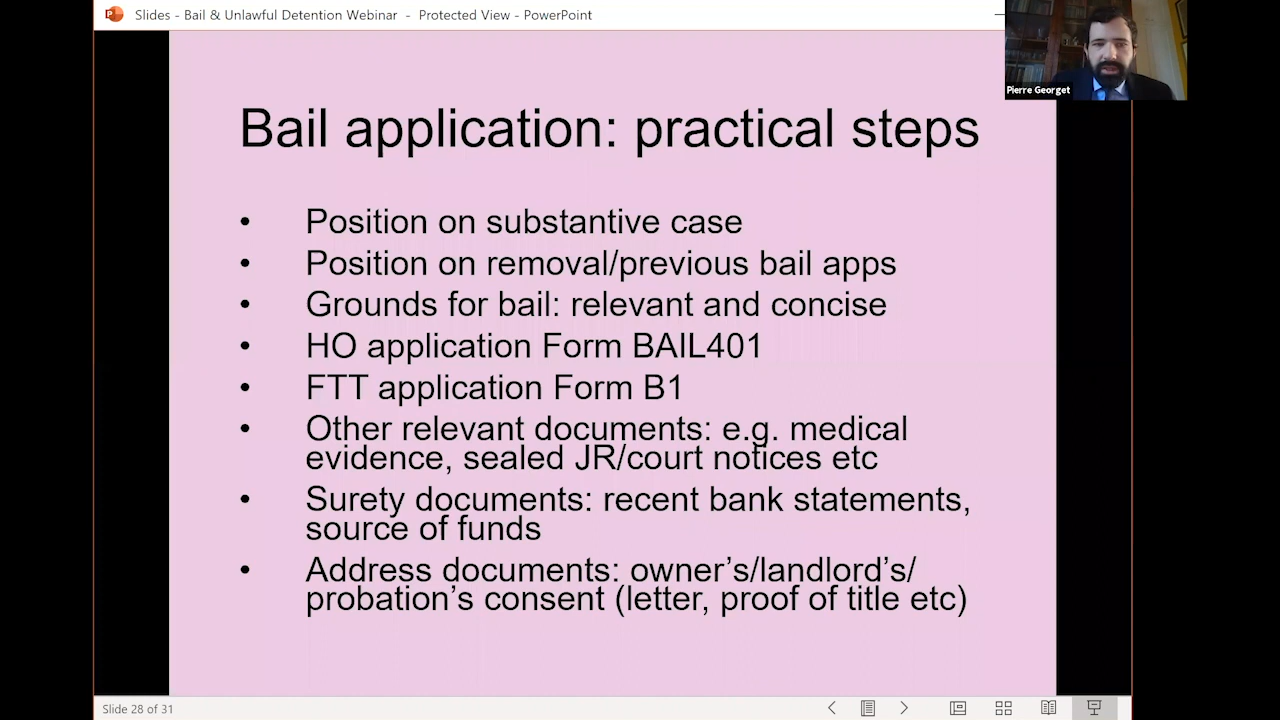 Slides - Bail & Unlawful Detention Webinar - Protected View - PowerPoint
Pierre Georget
Bail application: practical steps
• Position on substantive case
• Position on removal/previous bail apps
• Grounds for bail: relevant and concise
• HO application Form BAIL401
• FTT application Form B1
• Other relevant documents: e.g. medical
evidence, sealed JR/court notices etc
• Surety documents: recent bank statements,
source of funds
• Address documents: owner’s/landlord’s/
probation’s consent (letter, proof of title etc)
Slide 28 of 31